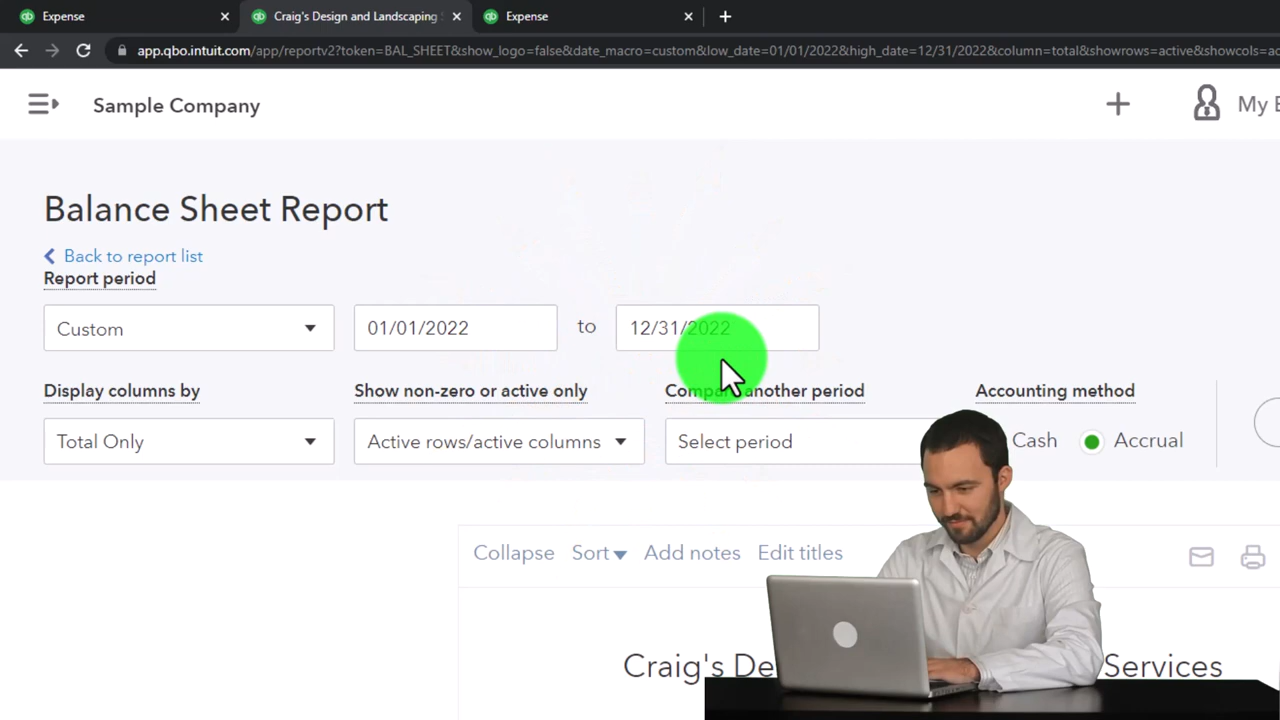 Expense
Craig's Design and Landscaping
Expense
app.qbo.intuit.com/app/reportv2?token=BAL_SHEET&show_logo=false&date_macro=custom&low_date=01/01/2022&high_date=12/31/2022&column=total&showrows=active&showcols=ac
Sample Company
My E
Balance Sheet Report
Back to report list
Report period
Custom
01/01/2022 to 12/31/2022
Display columns by
Show non-zero or active only
Compare another period
Accounting method
Total Only
Active rows/active columns
Select period
Cash
Accrual
Collapse Sort Add notes Edit titles
Craig's De Services